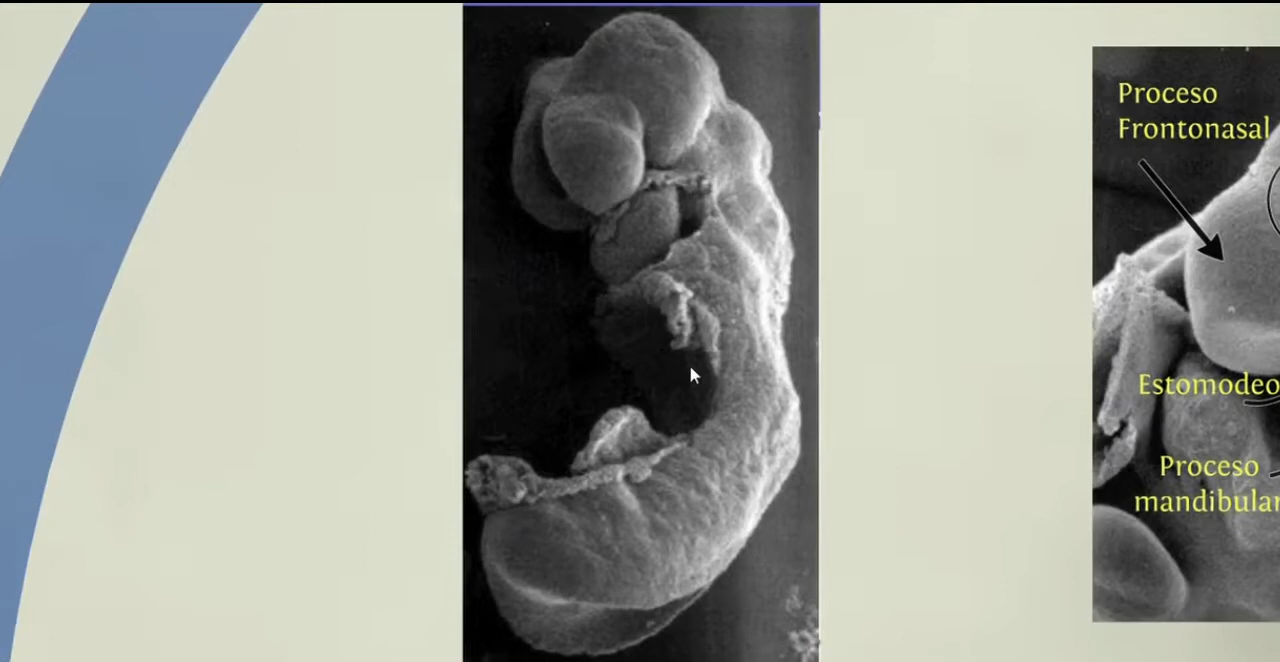 Proceso
Frontonasal
Estomodeo
Proceso
mandibular